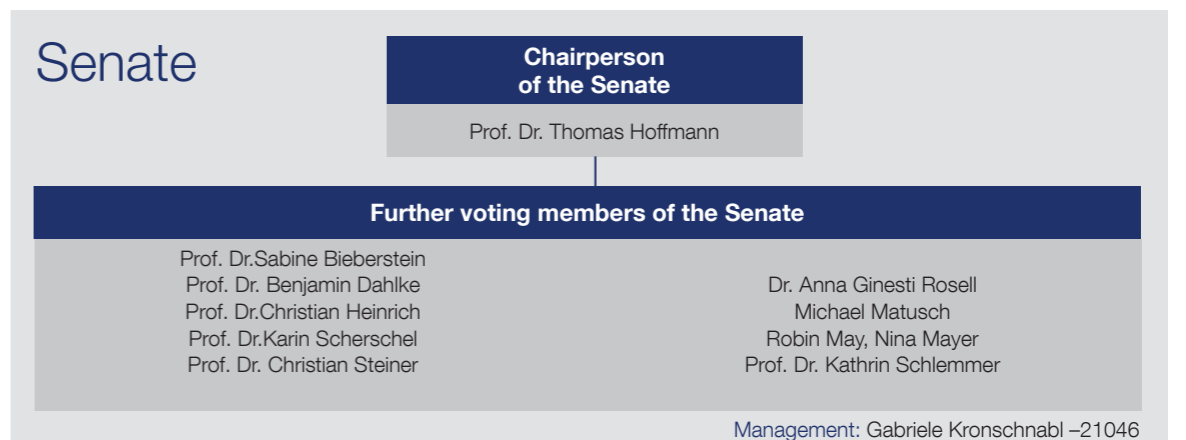 Senate
Chairperson
of the Senate
Prof. Dr. Thomas Hoffmann
Further voting members of the Senate
Prof. Dr.Sabine Bieberstein
Prof. Dr. Benjamin Dahlke
Prof. Dr.Christian Heinrich
Prof. Dr.Karin Scherschel
Prof. Dr. Christian Steiner
Dr. Anna Ginesti Rosell
Michael Matusch
Robin May, Nina Mayer
Prof. Dr. Kathrin Schlemmer
Management: Gabriele Kronschnabl –21046